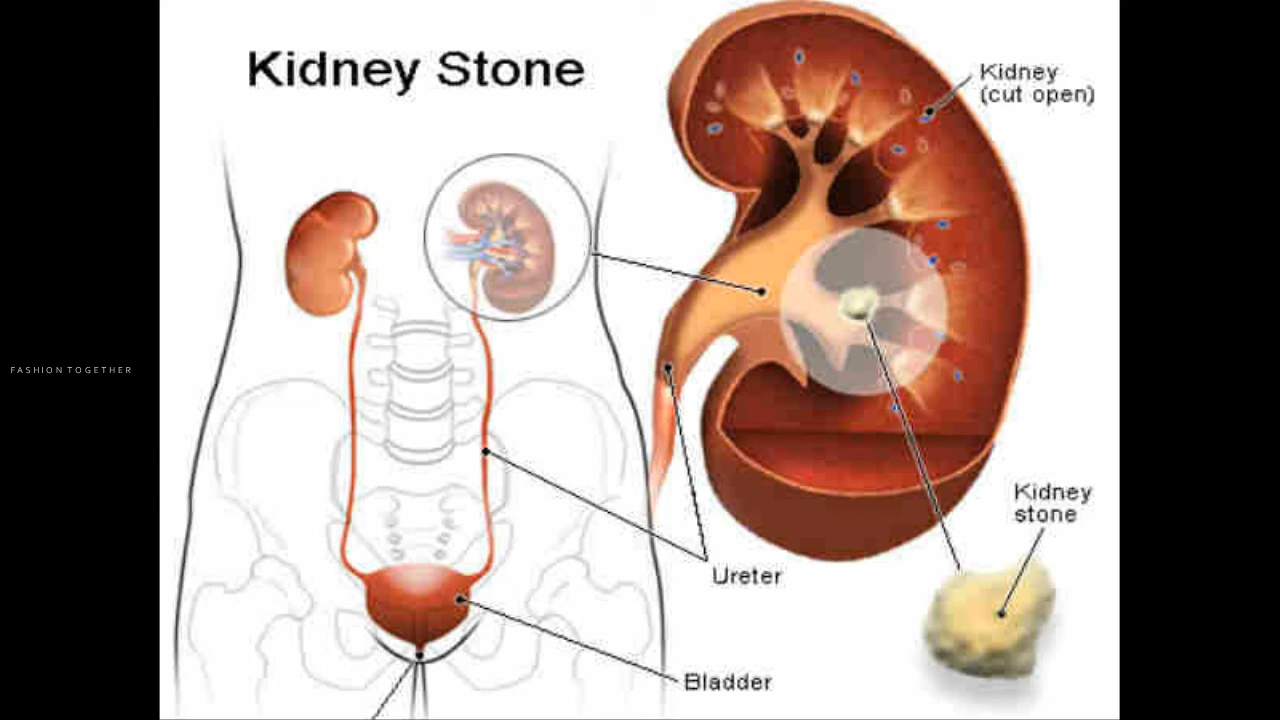 Kidney Stone
Kidney
(cut open)
FASHION TOGETHER
Kidney
stone
Ureter
Bladder